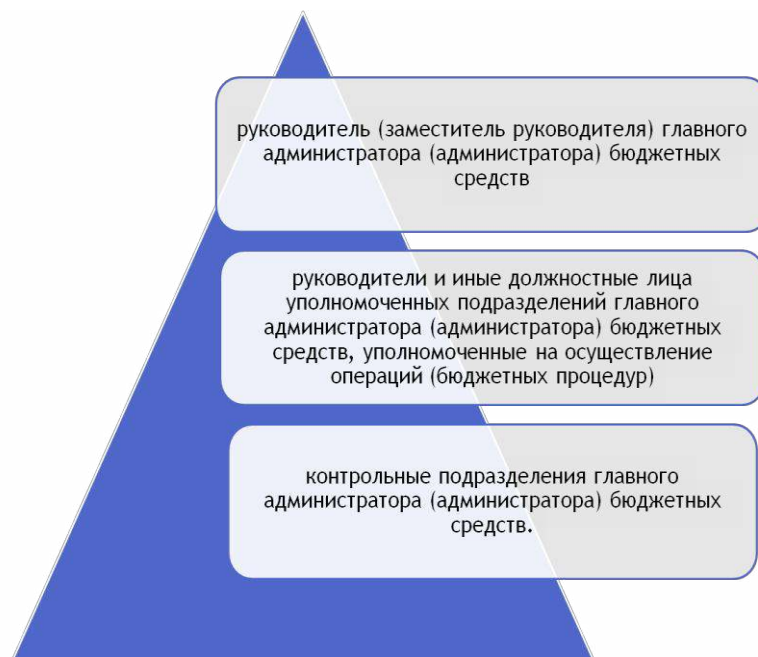 руководитель (заместитель руководителя) главного
администратора (администратора) бюджетных
средств
руководители и иные должностные лица
уполномоченных подразделений главного
администратора (администратора) бюджетных
средств, уполномоченные на осуществление
операций (бюджетных процедур)
контрольные подразделения главного
администратора (администратора) бюджетных
средств.